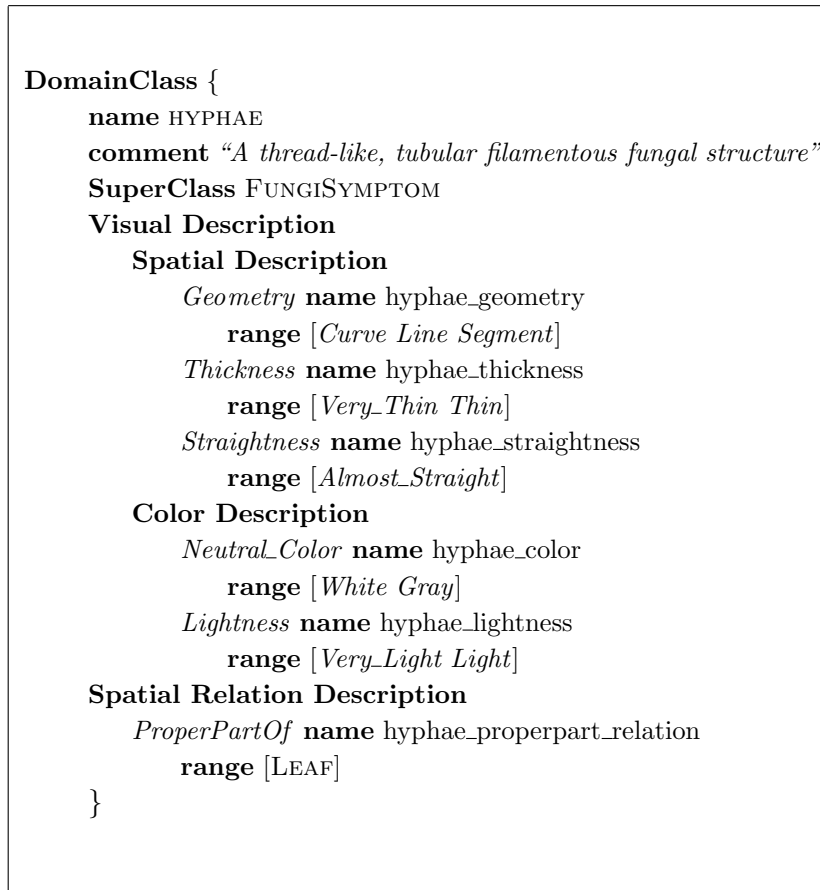 DomainClass {
name HYPHAE
comment “A thread-like, tubular filamentous fungal structure”
SuperClass FUNGISYMPTOM
Visual Description
Spatial Description
Geometry name hyphae_geometry
range [Curve Line Segment]
Thickness name hyphae_thickness
range [Very_Thin Thin]
Straightness name hyphae_straightness
range [Almost_Straight]
Color Description
Neutral_Color name hyphae_color
range [White Gray]
Lightness name hyphae_lightness
range [Very_Light Light]
Spatial Relation Description
ProperPartOf name hyphae_properpart_relation
range [LEAF]
}